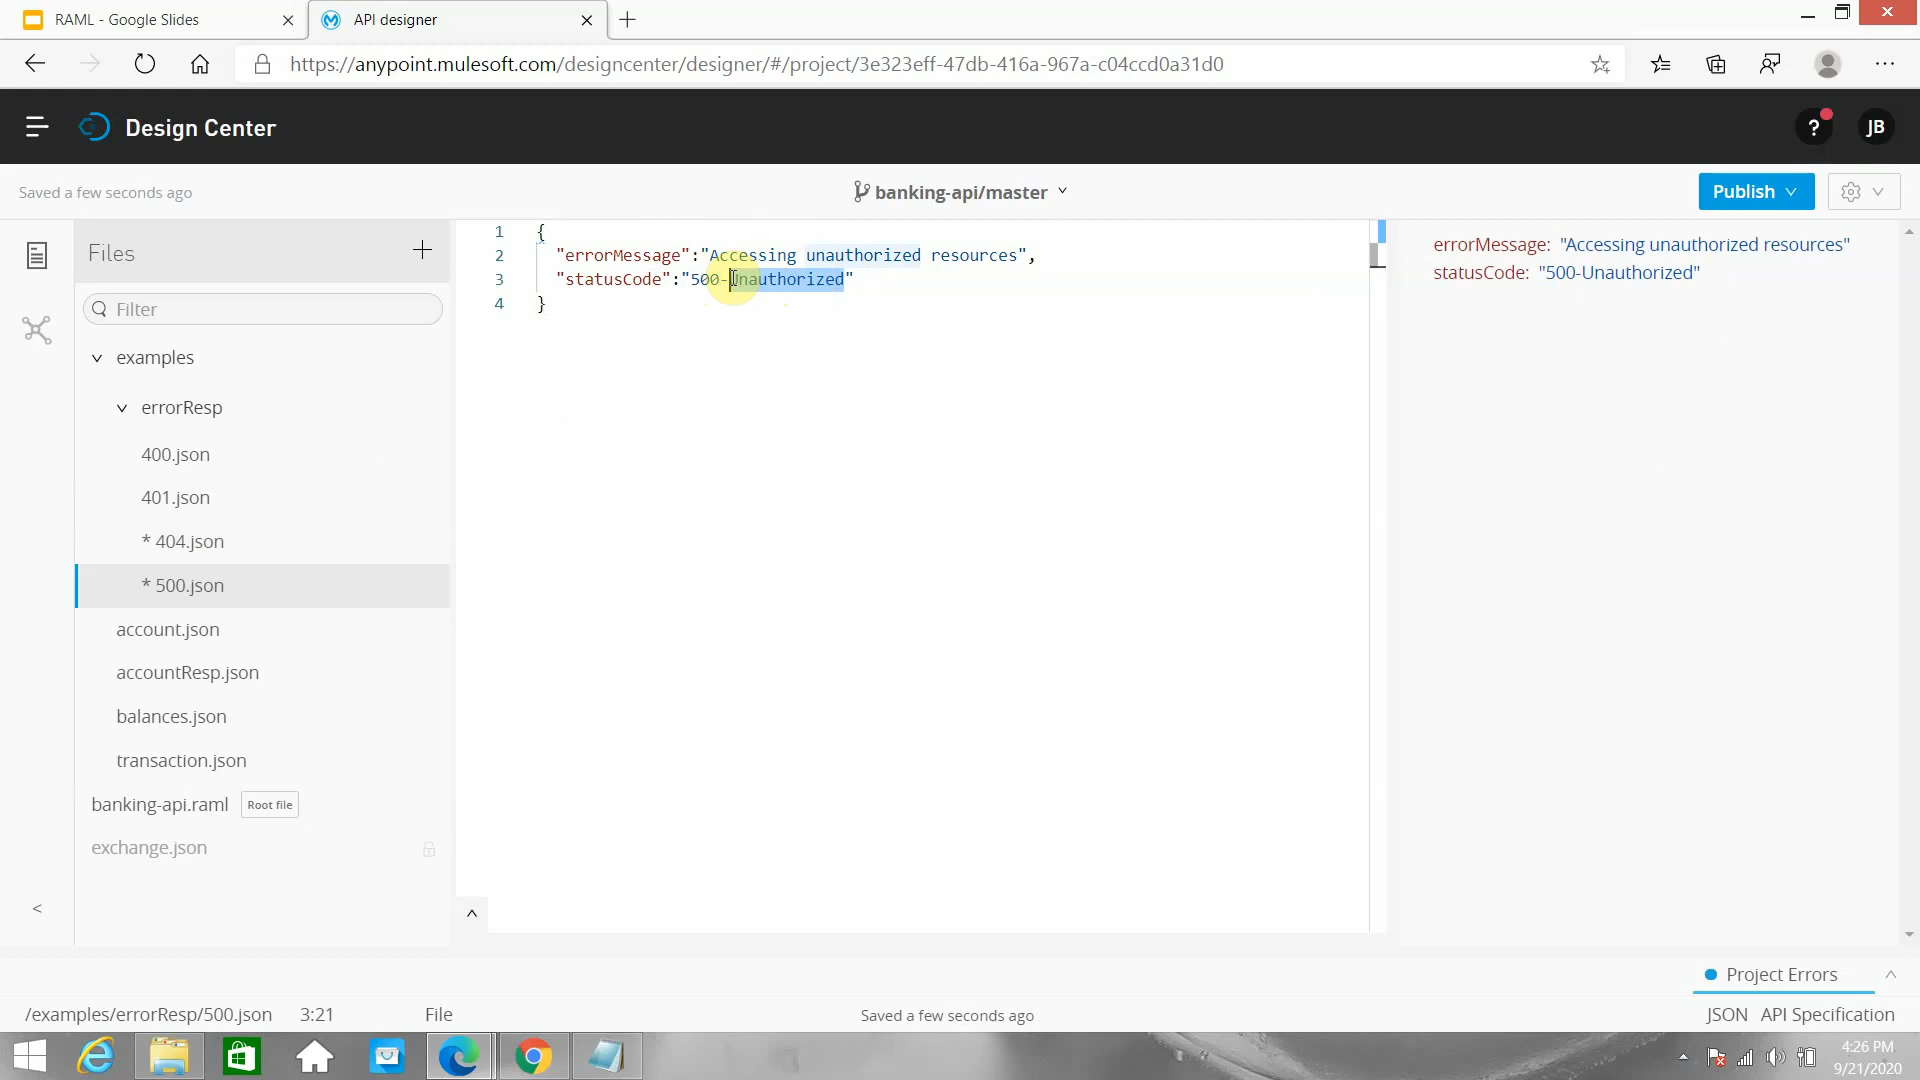 RAML - Google Slides
API designer
https://anypoint.mulesoft.com/designcenter/designer/#/project/3e323eff-47db-416a-967a-c04ccd0a31d0
Design Center
?
JB
Saved a few seconds ago
banking-api/master
Publish
Files
Filter
examples
errorResp
400.json
401.json
* 404.json
* 500.json
account.json
accountResp.json
balances.json
transaction.json
banking-api.raml Root file
exchange.json
<
1 {
2 "errorMessage":"Accessing unauthorized resources",
3 "statusCode":"500-Unauthorized"
4 }
errorMessage: "Accessing unauthorized resources"
statusCode: "500-Unauthorized"
Project Errors
/examples/errorResp/500.json 3:21 File
Saved a few seconds ago
JSON API Specification
4:26 PM
9/21/2020